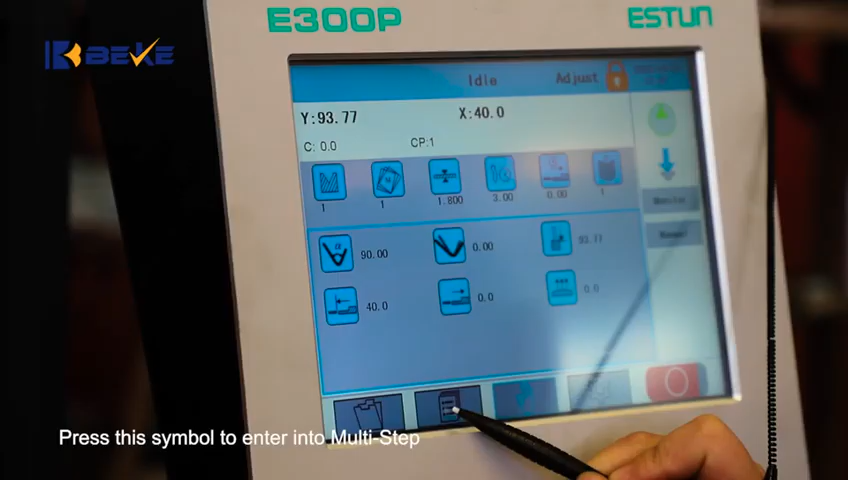 E300P
ESTUN
BEKE
Idle
Adjust
Y:93.77
X:40.0
C: 0.0
CP:1
1
1
1.800
3.00
0.00
1
90.00
0.00
93.77
40.0
0.0
0.0
Press this symbol to enter into Multi-Step